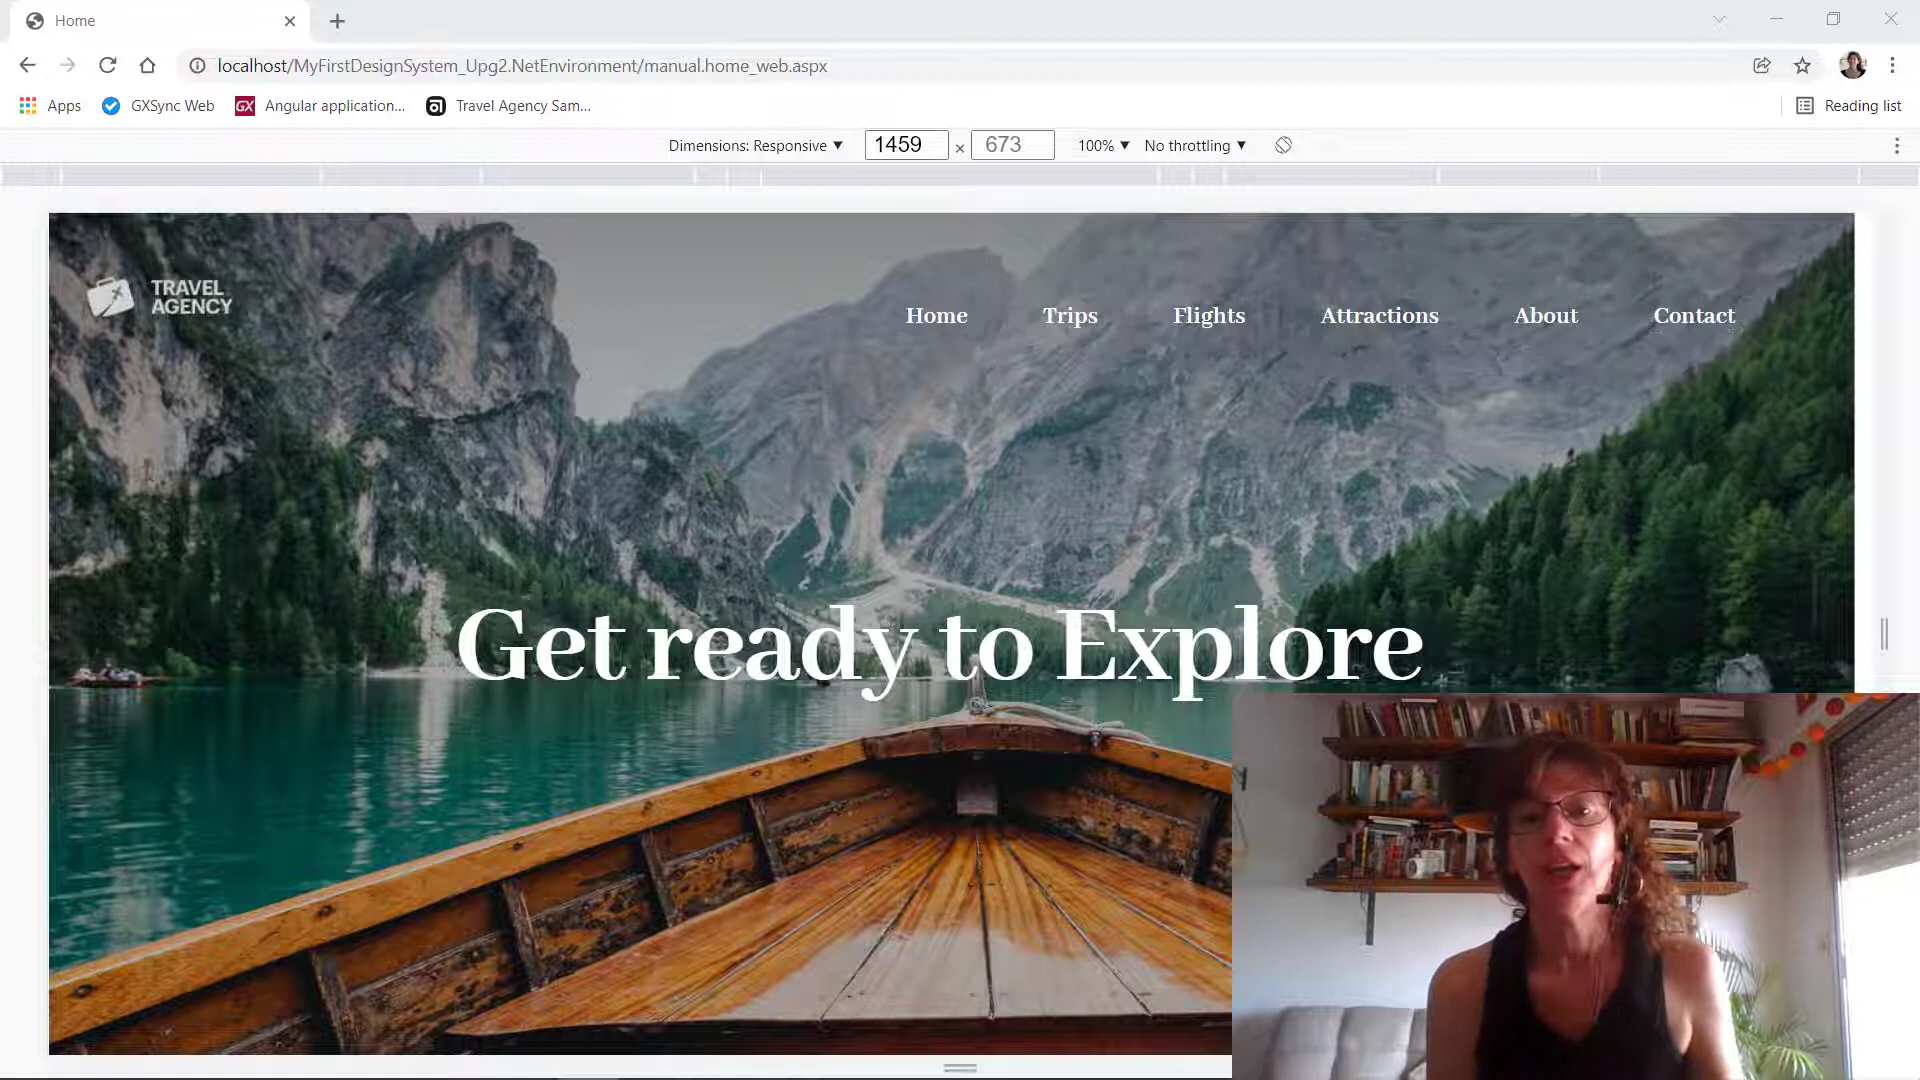 Home
localhost/MyFirstDesignSystem_Upg2.NetEnvironment/manual.home_web.aspx
Apps
GXSync Web
GX
Angular application...
Travel Agency Sam...
Reading list
Dimensions: Responsive
1459
×
673
100%
No throttling
TRAVEL
AGENCY
Home
Trips
Flights
Attractions
About
Contact
Get ready to Explore